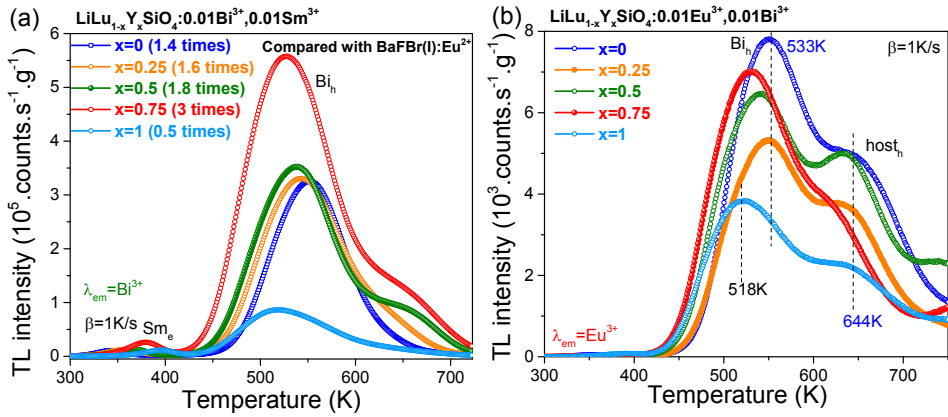 (a) LiLu1-xYxSiO4:0.01Bi3+,0.01Sm3+
TL intensity (10^5.counts.s-1.g-1)
6
5
4
3
2
1
0
x=0 (1.4 times)
x=0.25 (1.6 times)
x=0.5 (1.8 times)
x=0.75 (3 times)
x=1 (0.5 times)
Compared with BaFBr(I):Eu2+
Bih
λem=Bi3+
β=1K/s
Sme
300 400 500 600 700
Temperature (K)
(b) LiLu1-xYxSiO4:0.01Eu3+,0.01Bi3+
TL intensity (10^3.counts.s-1.g-1)
8
6
4
2
0
x=0
x=0.25
x=0.5
x=0.75
x=1
Bih
533K
β=1K/s
hosth
518K
644K
λem=Eu3+
300 400 500 600 700
Temperature (K)